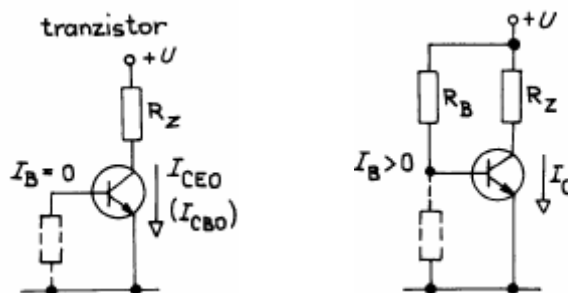 tranzistor
+U
R_Z
I_B = 0
I_CEO
(I_CBO)
+U
R_B
R_Z
I_B > 0
I_C